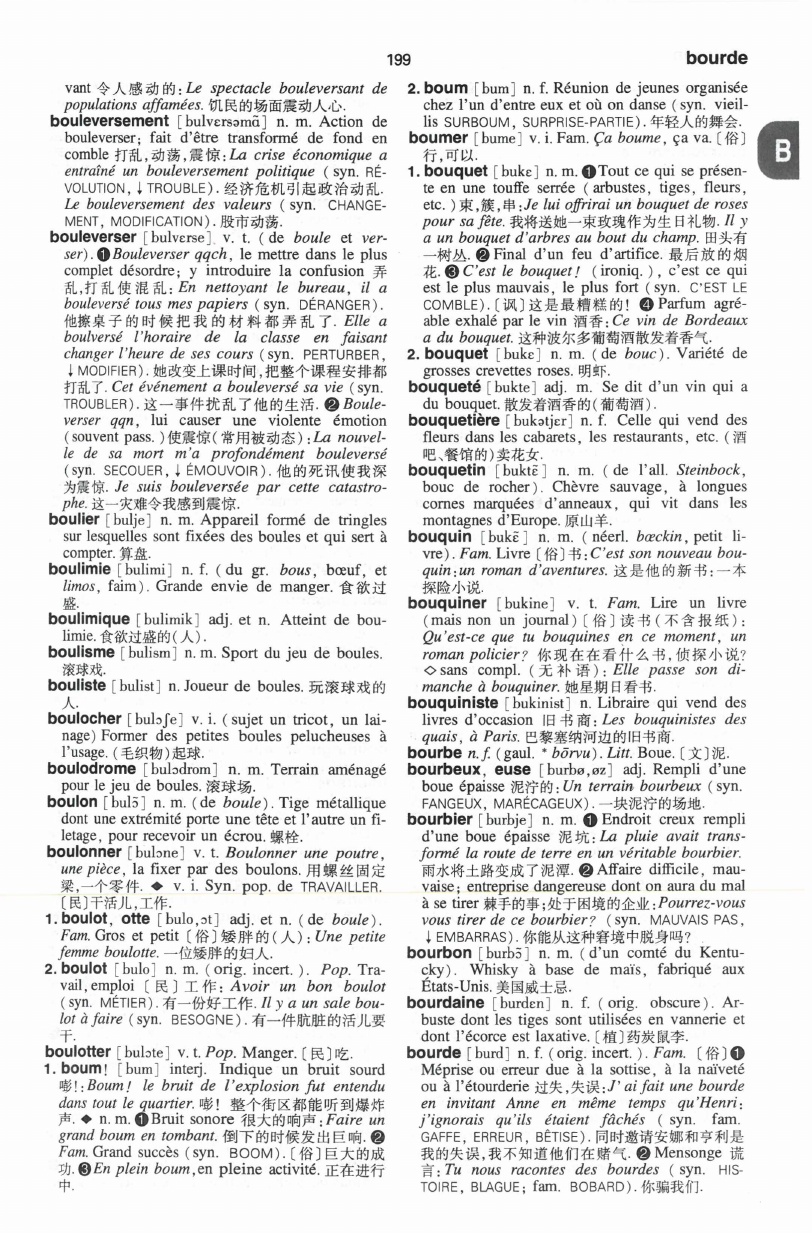 199
bourde
vant 令人感动的:Le spectacle bouleversant de
populations affamées. 饥民的场面震动人心.
bouleversement [bulvɛrsəmɑ̃] n. m. Action de
bouleverser; fait d'être transformé de fond en
comble 打乱,动荡,震惊:La crise économique a
entraîné un bouleversement politique (syn. RÉ-
VOLUTION, ↓TROUBLE). 经济危机引起政治动乱.
Le bouleversement des valeurs (syn. CHANGE-
MENT, MODIFICATION). 股市动荡.
bouleverser [bulvɛrse] v. t. (de boule et ver-
ser). ❶Bouleverser qqch, le mettre dans le plus
complet désordre; y introduire la confusion 弄
乱,打乱使混乱:En nettoyant le bureau, il a
bouleversé tous mes papiers (syn. DÉRANGER).
他擦桌子的时候把我的材料都弄乱了. Elle a
boulversé l'horaire de la classe en faisant
changer l'heure de ses cours (syn. PERTURBER,
↓MODIFIER). 她改变上课时间,把整个课程安排都
打乱了. Cet événement a bouleversé sa vie (syn.
TROUBLER). 这一事件扰乱了他的生活. ❷Boule-
verser qqn, lui causer une violente émotion
(souvent pass.)使震惊(常用被动态):La nouvel-
le de sa mort m'a profondément bouleversé
(syn. SECOUER, ↓ÉMOUVOIR). 他的死讯使我深
为震惊. Je suis bouleversée par cette catastro-
phe. 这一灾难令我感到震惊.
boulier [bulje] n. m. Appareil formé de tringles
sur lesquelles sont fixées des boules et qui sert à
compter. 算盘.
boulimie [bulimi] n. f. (du gr. bous, bœuf, et
limos, faim). Grande envie de manger. 食欲过
盛.
boulimique [bulimik] adj. et n. Atteint de bou-
limie. 食欲过盛的(人).
boulisme [bulism] n. m. Sport du jeu de boules.
滚球戏.
bouliste [bulist] n. Joueur de boules. 玩滚球戏的
人.
boulocher [bulɔʃe] v. i. (sujet un tricot, un lai-
nage) Former des petites boules pelucheuses à
l'usage. (毛织物)起球.
boulodrome [bulɔdrom] n. m. Terrain aménagé
pour le jeu de boules. 滚球场.
boulon [bulɔ̃] n. m. (de boule). Tige métallique
dont une extrémité porte une tête et l'autre un fi-
letage, pour recevoir un écrou. 螺栓.
boulonner [bulɔne] v. t. Boulonner une poutre,
une pièce, la fixer par des boulons. 用螺丝固定
梁,一个零件. ◆ v. i. Syn. pop. de TRAVAILLER.
〔民〕干活儿,工作.
1. boulot, otte [bulo,ɔt] adj. et n. (de boule).
Fam. Gros et petit〔俗〕矮胖的(人):Une petite
femme boulotte. 一位矮胖的妇人.
2. boulot [bulo] n. m. (orig. incert.). Pop. Tra-
vail, emploi〔民〕工作:Avoir un bon boulot
(syn. MÉTIER). 有一份好工作. Il y a un sale bou-
lot à faire (syn. BESOGNE). 有一件肮脏的活儿要
干.
boulotter [bulɔte] v. t. Pop. Manger.〔民〕吃.
1. boum! [bum] interj. Indique un bruit sourd
嘭!:Boum! le bruit de l'explosion fut entendu
dans tout le quartier. 嘭! 整个街区都能听到爆炸
声. ◆ n. m. ❶Bruit sonore 很大的响声:Faire un
grand boum en tombant. 倒下的时候发出巨响. ❷
Fam. Grand succès (syn. BOOM).〔俗〕巨大的成
功. ❸En plein boum, en pleine activité. 正在进行
中.
2. boum [bum] n. f. Réunion de jeunes organisée
chez l'un d'entre eux et où on danse (syn. vieil-
lis SURBOUM, SURPRISE-PARTIE). 年轻人的舞会.
boumer [bume] v. i. Fam. Ça boume, ça va.〔俗〕
行,可以.
B
1. bouquet [bukɛ] n. m. ❶Tout ce qui se présen-
te en une touffe serrée (arbustes, tiges, fleurs,
etc.)束,簇,串:Je lui offrirai un bouquet de roses
pour sa fête. 我将送她一束玫瑰作为生日礼物. Il y
a un bouquet d'arbres au bout du champ. 田头有
一树丛. ❷Final d'un feu d'artifice. 最后放的烟
花. ❸C'est le bouquet! (ironiq.), c'est ce qui
est le plus mauvais, le plus fort (syn. C'EST LE
COMBLE).〔讽〕这是最糟糕的! ❹Parfum agré-
able exhalé par le vin 酒香:Ce vin de Bordeaux
a du bouquet. 这种波尔多葡萄酒散发着香气.
2. bouquet [bukɛ] n. m. (de bouc). Variété de
grosses crevettes roses. 明虾.
bouqueté [bukte] adj. m. Se dit d'un vin qui a
du bouquet. 散发着酒香的(葡萄酒).
bouquetière [bukətjɛr] n. f. Celle qui vend des
fleurs dans les cabarets, les restaurants, etc. (酒
吧、餐馆的)卖花女.
bouquetin [buktɛ̃] n. m. (de l'all. Steinbock,
bouc de rocher). Chèvre sauvage, à longues
cornes marquées d'anneaux, qui vit dans les
montagnes d'Europe. 原山羊.
bouquin [bukɛ̃] n. m. (néerl. bœckin, petit li-
vre). Fam. Livre〔俗〕书:C'est son nouveau bou-
quin:un roman d'aventures. 这是他的新书:一本
探险小说.
bouquiner [bukine] v. t. Fam. Lire un livre
(mais non un journal)〔俗〕读书(不含报纸):
Qu'est-ce que tu bouquines en ce moment, un
roman policier? 你现在在看什么书,侦探小说?
◇sans compl. (无补语):Elle passe son di-
manche à bouquiner. 她星期日看书.
bouquiniste [bukinist] n. Libraire qui vend des
livres d'occasion 旧书商:Les bouquinistes des
quais, à Paris. 巴黎塞纳河边的旧书商.
bourbe n. f. (gaul. *bōrvu). Litt. Boue.〔文〕泥.
bourbeux, euse [burbø,øz] adj. Rempli d'une
boue épaisse 泥泞的:Un terrain bourbeux (syn.
FANGEUX, MARÉCAGEUX). 一块泥泞的场地.
bourbier [burbje] n. m. ❶Endroit creux rempli
d'une boue épaisse 泥坑:La pluie avait trans-
formé la route de terre en un véritable bourbier.
雨水将土路变成了泥潭. ❷Affaire difficile, mau-
vaise; entreprise dangereuse dont on aura du mal
à se tirer 棘手的事;处于困境的企业:Pourrez-vous
vous tirer de ce bourbier? (syn. MAUVAIS PAS,
↓EMBARRAS). 你能从这种窘境中脱身吗?
bourbon [burbɔ̃] n. m. (d'un comté du Kentu-
cky). Whisky à base de maïs, fabriqué aux
États-Unis. 美国威士忌.
bourdaine [burdɛn] n. f. (orig. obscure). Ar-
buste dont les tiges sont utilisées en vannerie et
dont l'écorce est laxative.〔植〕药炭鼠李.
bourde [burd] n. f. (orig. incert.). Fam. 〔俗〕❶
Méprise ou erreur due à la sottise, à la naïveté
ou à l'étourderie 过失,失误:J'ai fait une bourde
en invitant Anne en même temps qu'Henri:
j'ignorais qu'ils étaient fâchés (syn. fam.
GAFFE, ERREUR, BÊTISE). 同时邀请安娜和亨利是
我的失误,我不知道他们在赌气. ❷Mensonge 谎
言:Tu nous racontes des bourdes (syn. HIS-
TOIRE, BLAGUE; fam. BOBARD). 你骗我们.